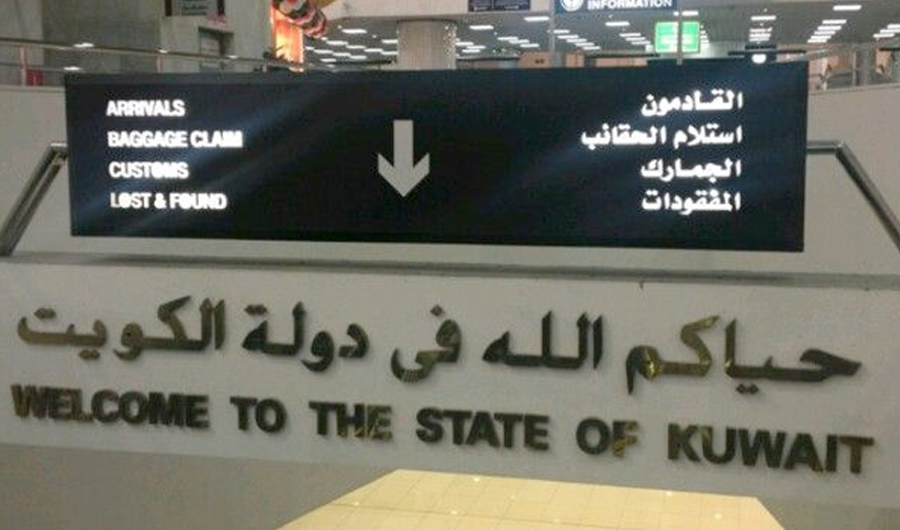 INFORMATION
ARRIVALS
BAGGAGE CLAIM
CUSTOMS
LOST & FOUND
القادمون
استلام الحقائب
الجمارك
المفقودات
حياكم الله في دولة الكويت
WELCOME TO THE STATE OF KUWAIT